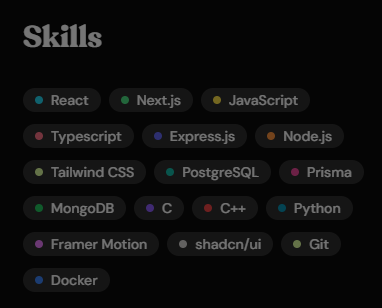 Skills
React Next.js JavaScript
Typescript Express.js Node.js
Tailwind CSS PostgreSQL Prisma
MongoDB C C++ Python
Framer Motion shadcn/ui Git
Docker